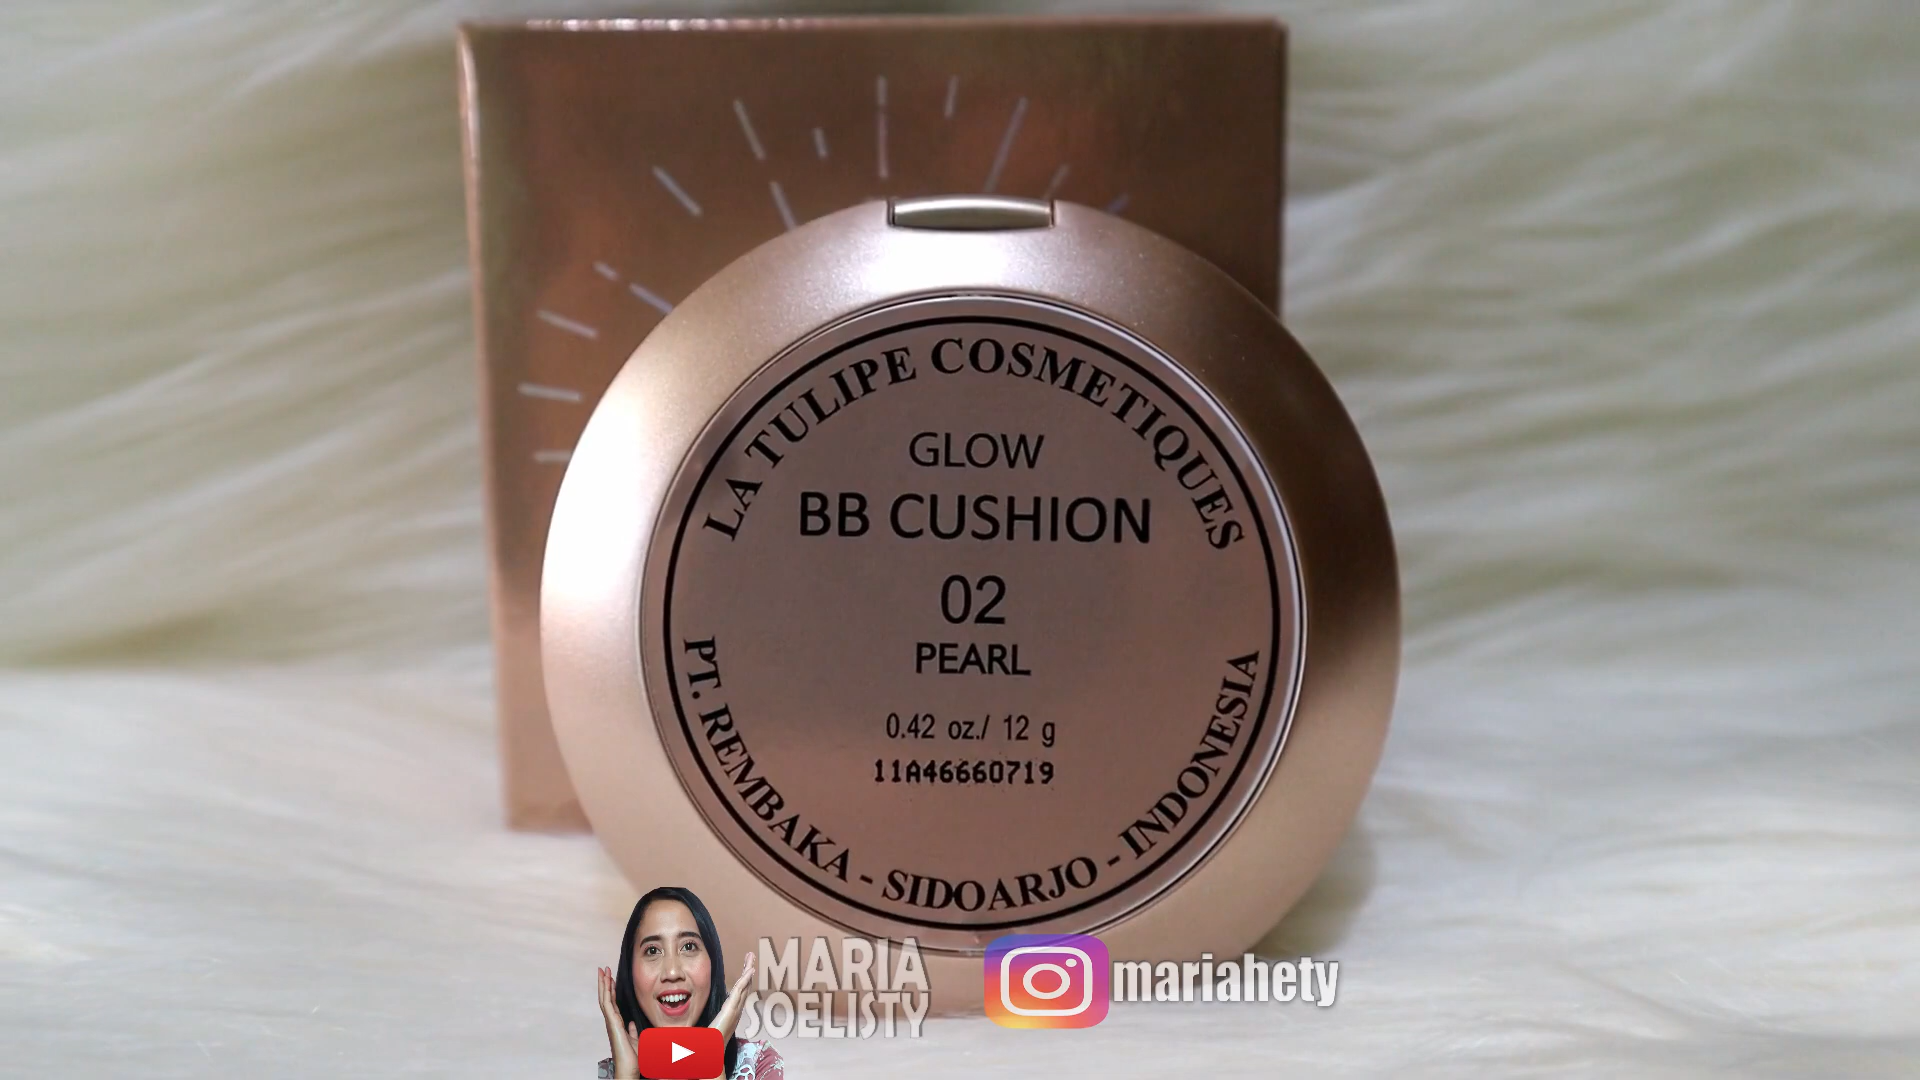 LA TULIPE COSMETIQUES
GLOW
BB CUSHION
02
PEARL
0.42 oz./ 12 g
11A46660719
PT. REMBAKA - SIDOARJO - INDONESIA
MARIA
SOELISTY
mariahety